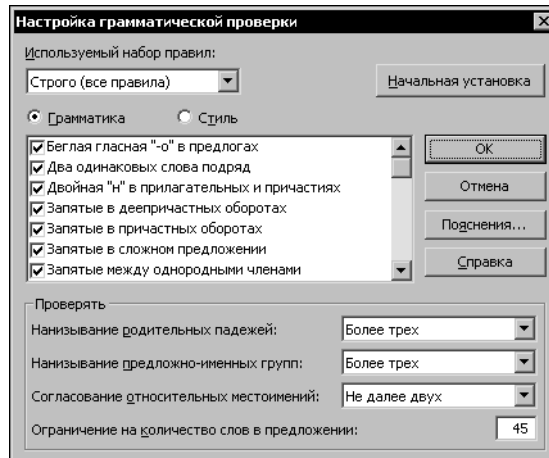 Настройка грамматической проверки
Используемый набор правил:
Строго (все правила)
Начальная установка
Грамматика Стиль
Беглая гласная "-о" в предлогах
Два одинаковых слова подряд
Двойная "н" в прилагательных и причастиях
Запятые в деепричастных оборотах
Запятые в причастных оборотах
Запятые в сложном предложении
Запятые между однородными членами
OK
Отмена
Пояснения...
Справка
Проверять
Нанизывание родительных падежей: Более трех
Нанизывание предложно-именных групп: Более трех
Согласование относительных местоимений: Не далее двух
Ограничение на количество слов в предложении: 45